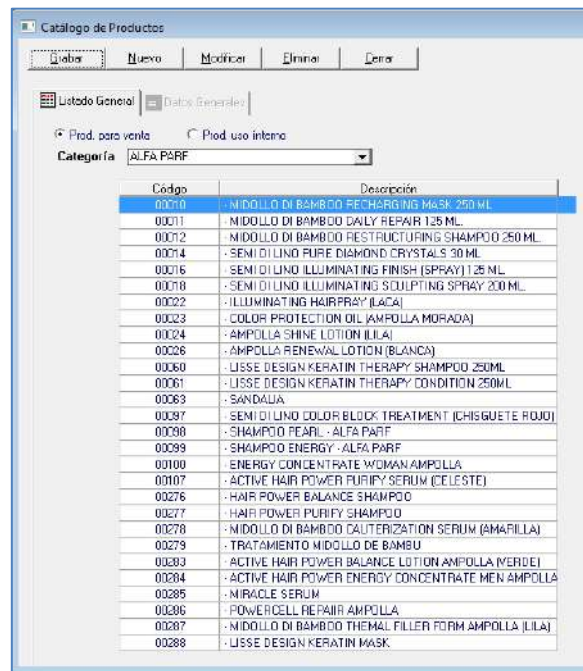 Catálogo de Productos
Grabar Nuevo Modificar Eliminar Cerrar
Listado General Datos Generales
Prod. para venta Prod. uso interno
Categoría ALFA PARF
Código Descripción
00010 - MIDOLLO DI BAMBOO RECHARGING MASK 250 ML
00011 - MIDOLLO DI BAMBOO DAILY REPAIR 125 ML.
00012 - MIDOLLO DI BAMBOO RESTRUCTURING SHAMPOO 250 ML.
00014 - SEMI DI LINO PURE DIAMOND CRYSTALS 30 ML
00016 - SEMI DI LINO ILLUMINATING FINISH (SPRAY) 125 ML
00018 - SEMI DI LINO ILLUMINATING SCULPTING SPRAY 200 ML
00022 - ILLUMINATING HAIRPRAY (LACA)
00023 - COLOR PROTECTION OIL (AMPOLLA MORADA)
00024 - AMPOLLA SHINE LOTION (LILA)
00026 - AMPOLLA RENEWAL LOTION (BLANCA)
00060 - LISSE DESIGN KERATIN THERAPY SHAMPOO 250ML
00061 - LISSE DESIGN KERATIN THERAPY CONDITION 250ML
00063 - SANDALIA
00097 - SEMI DI LINO COLOR BLOCK TREATMENT (CHISGUETE ROJO)
00098 - SHAMPOO PEARL - ALFA PARF
00099 - SHAMPOO ENERGY - ALFA PARF
00100 - ENERGY CONCENTRATE WOMAN AMPOLLA
00107 - ACTIVE HAIR POWER PURIFY SERUM (CELESTE)
00276 - HAIR POWER BALANCE SHAMPOO
00277 - HAIR POWER PURIFY SHAMPOO
00278 - MIDOLLO DI BAMBOO CAUTERIZATION SERUM (AMARILLA)
00279 - TRATAMIENTO MIDOLLO DE BAMBU
00283 - ACTIVE HAIR POWER BALANCE LOTION AMPOLLA (VERDE)
00284 - ACTIVE HAIR POWER ENERGY CONCENTRATE MEN AMPOLLA
00285 - MIRACLE SERUM
00286 - POWERCELL REPAIR AMPOLLA
00287 - MIDOLLO DI BAMBOO THEMAL FILLER FORM AMPOLLA (LILA)
00288 - LISSE DESIGN KERATIN MASK